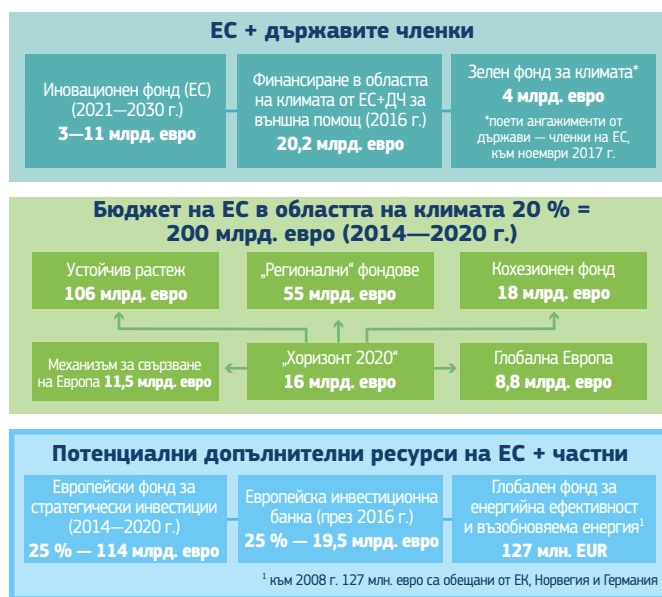 ЕС + държавите членки
Иновационен фонд (ЕС)
(2021—2030 г.)
3—11 млрд. евро
Финансиране в областта
на климата от ЕС+ДЧ за
външна помощ (2016 г.)
20,2 млрд. евро
Зелен фонд за климата*
4 млрд. евро
*поети ангажименти от
държави — членки на ЕС,
към ноември 2017 г.
Бюджет на ЕС в областта на климата 20 % =
200 млрд. евро (2014—2020 г.)
Устойчив растеж
106 млрд. евро
„Регионални“ фондове
55 млрд. евро
Кохезионен фонд
18 млрд. евро
Механизъм за свързване
на Европа 11,5 млрд. евро
„Хоризонт 2020“
16 млрд. евро
Глобална Европа
8,8 млрд. евро
Потенциални допълнителни ресурси на ЕС + частни
Европейски фонд за
стратегически инвестиции
(2014—2020 г.)
25 % — 114 млрд. евро
Европейска инвестиционна
банка (през 2016 г.)
25 % — 19,5 млрд. евро
Глобален фонд за
енергийна ефективност
и възобновяема енергия¹
127 млн. EUR
¹ към 2008 г. 127 млн. евро са обещани от ЕК, Норвегия и Германия